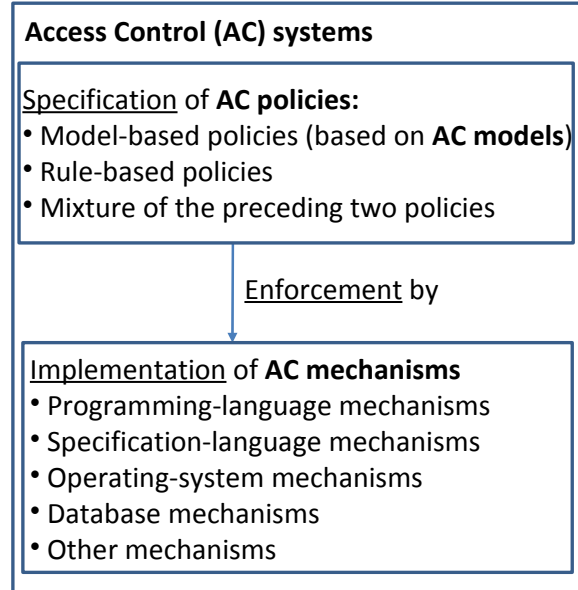 Access Control (AC) systems
Specification of AC policies:
• Model-based policies (based on AC models)
• Rule-based policies
• Mixture of the preceding two policies
Enforcement by
Implementation of AC mechanisms
• Programming-language mechanisms
• Specification-language mechanisms
• Operating-system mechanisms
• Database mechanisms
• Other mechanisms